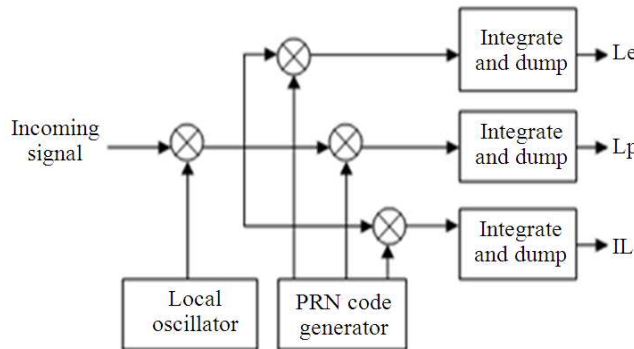 Integrate
and dump
Le
Incoming
signal
Integrate
and dump
Lp
Integrate
and dump
IL
Local
oscillator
PRN code
generator